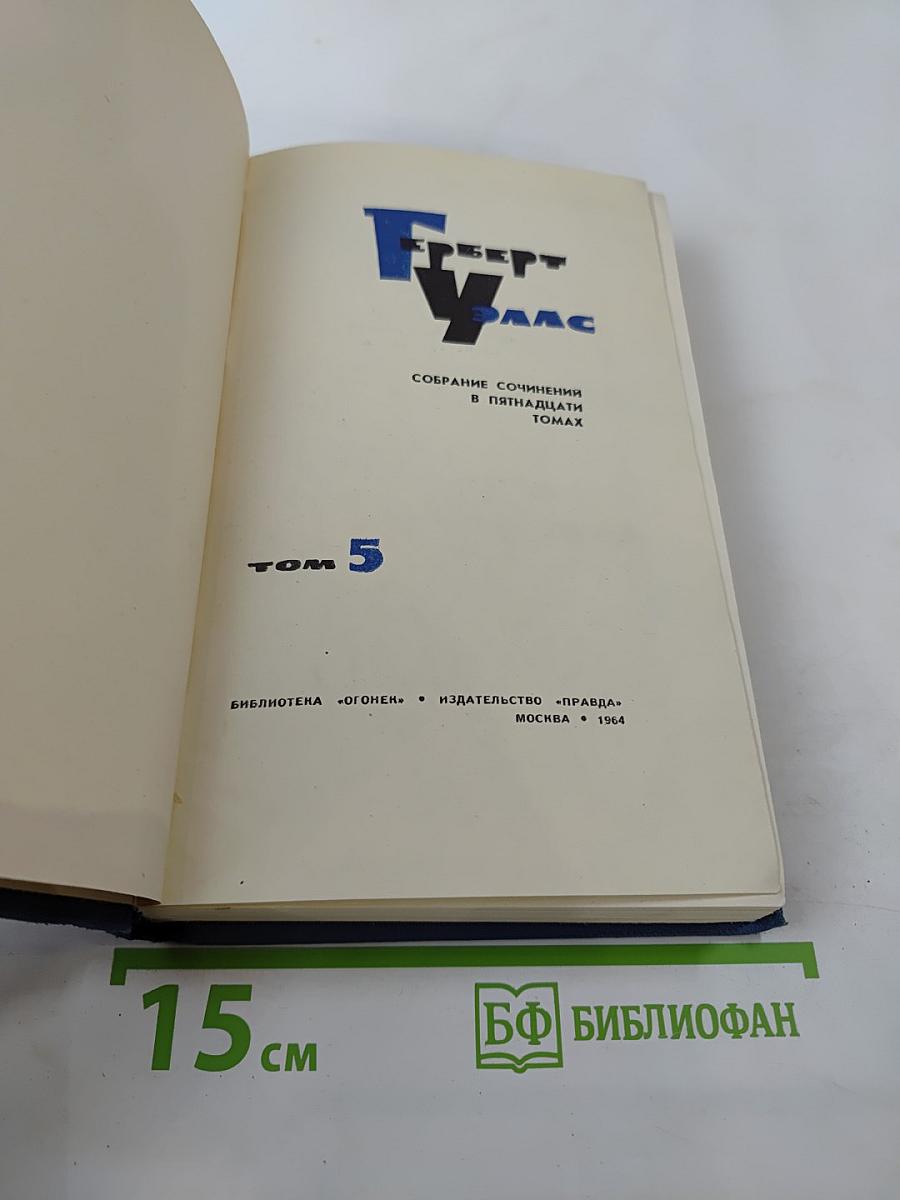 Герберт
Уэллс
СОБРАНИЕ СОЧИНЕНИЙ
В ПЯТНАДЦАТИ
ТОМАХ
том 5
БИБЛИОТЕКА «ОГОНЕК» • ИЗДАТЕЛЬСТВО «ПРАВДА»
МОСКВА • 1964
15 см
БФ БИБЛИОФАН